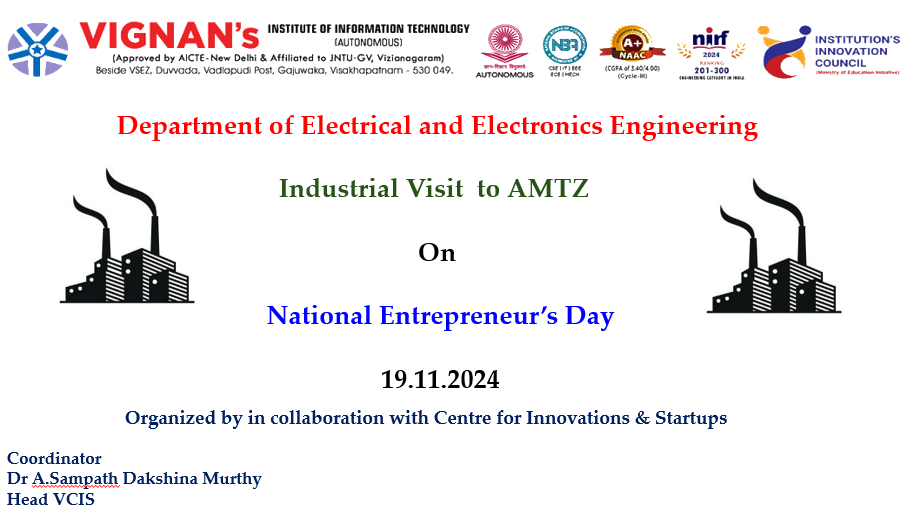 VIGNAN's INSTITUTE OF INFORMATION TECHNOLOGY
(AUTONOMOUS)
(Approved by AICTE-New Delhi & Affiliated to JNTU-GV, Vizianagaram)
Beside VSEZ, Duvvada, Vadlapudi Post, Gajuwaka, Visakhapatnam - 530 049.
AUTONOMOUS
NBA
CSE | IT | EEE
ECE | MECH
A+
NAAC
(CGPA of 3.40/4.00)
(Cycle-III)
nirf
2024
RANKING
201-300
ENGINEERING CATEGORY IN INDIA
INSTITUTION'S
INNOVATION
COUNCIL
(Ministry of Education Initiative)
Department of Electrical and Electronics Engineering
Industrial Visit to AMTZ
On
National Entrepreneur's Day
19.11.2024
Organized by in collaboration with Centre for Innovations & Startups
Coordinator
Dr A.Sampath Dakshina Murthy
Head VCIS